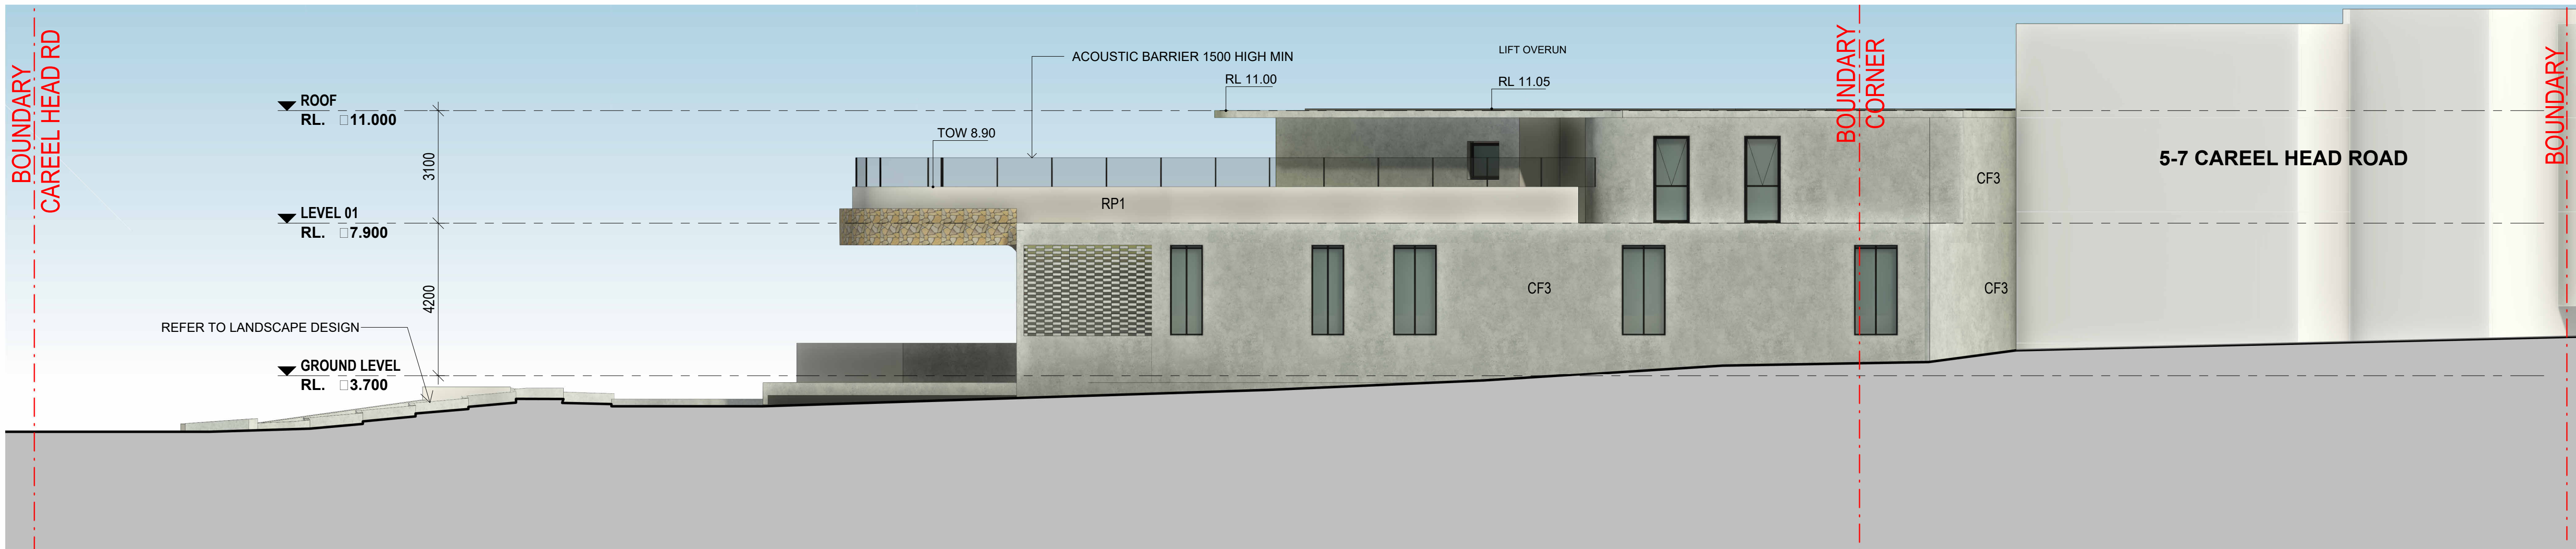 BOUNDARY
CAREEL HEAD RD
ROOF
RL. □11.000
3100
LEVEL 01
RL. □7.900
4200
REFER TO LANDSCAPE DESIGN
GROUND LEVEL
RL. □3.700
ACOUSTIC BARRIER 1500 HIGH MIN
TOW 8.90
RL 11.00
LIFT OVERUN
RL 11.05
RP1
CF3
CF3
CF3
BOUNDARY
CORNER
5-7 CAREEL HEAD ROAD
BOUNDARY